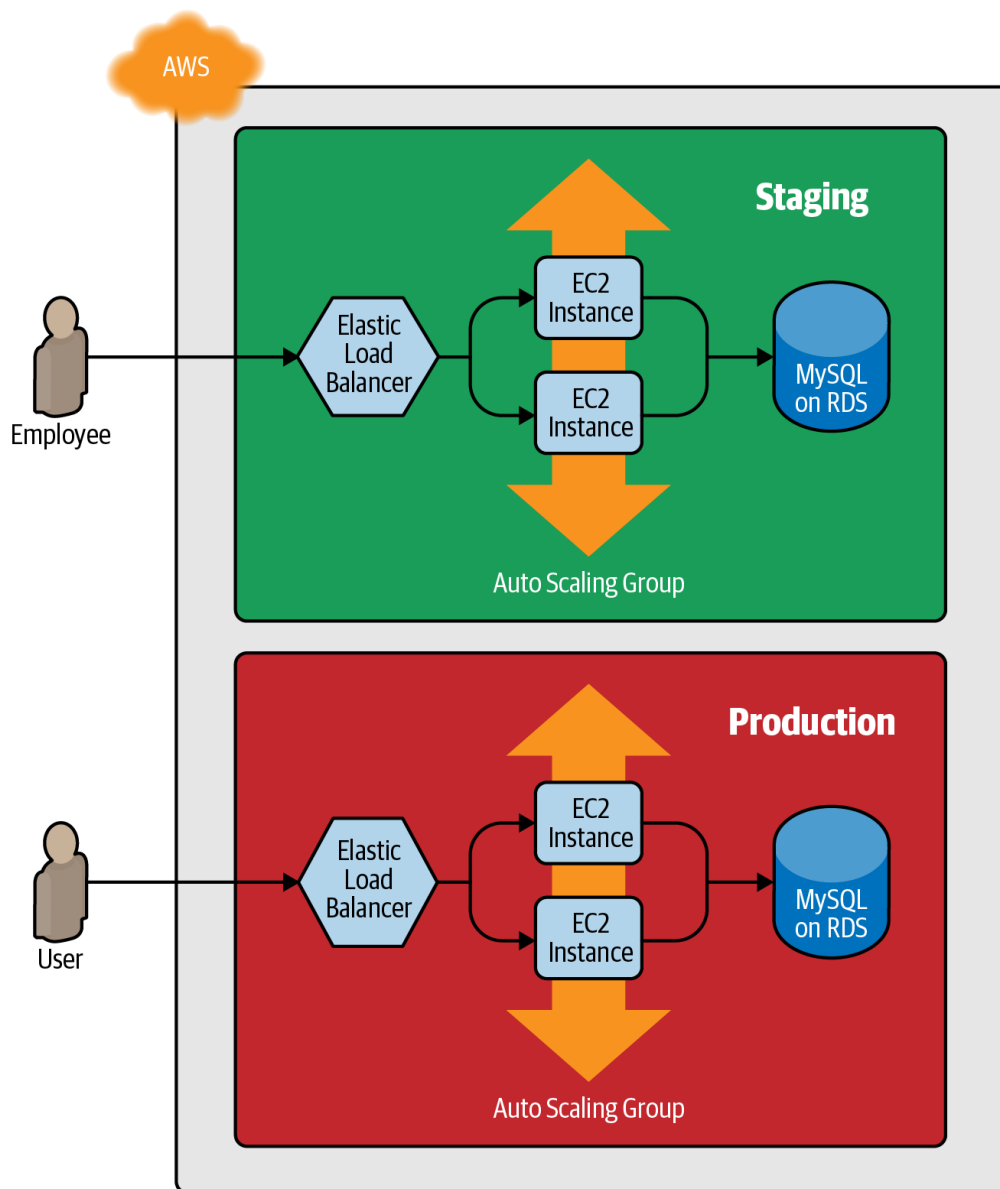 AWS
Staging
EC2
Instance
Elastic
Load
Balancer
MySQL
on RDS
EC2
Instance
Employee
Auto Scaling Group
Production
EC2
Instance
Elastic
Load
Balancer
MySQL
on RDS
EC2
Instance
User
Auto Scaling Group